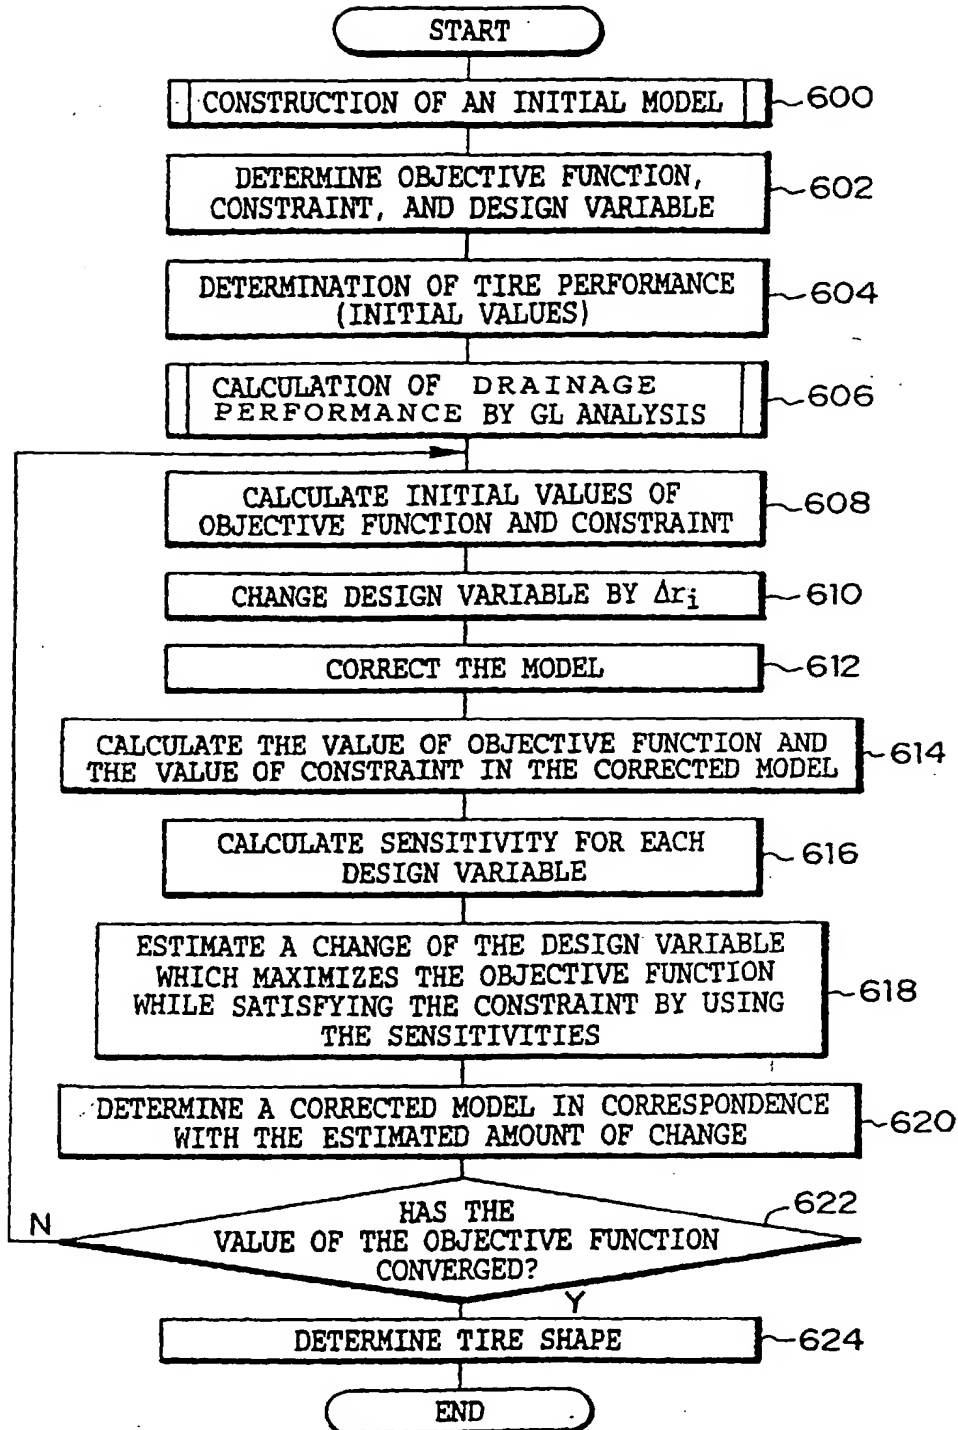 START
CONSTRUCTION OF AN INITIAL MODEL
600
DETERMINE OBJECTIVE FUNCTION,
CONSTRAINT, AND DESIGN VARIABLE
602
DETERMINATION OF TIRE PERFORMANCE
(INITIAL VALUES)
604
CALCULATION OF DRAINAGE
PERFORMANCE BY GL ANALYSIS
606
CALCULATE INITIAL VALUES OF
OBJECTIVE FUNCTION AND CONSTRAINT
608
CHANGE DESIGN VARIABLE BY Δri
610
CORRECT THE MODEL
612
CALCULATE THE VALUE OF OBJECTIVE FUNCTION AND
THE VALUE OF CONSTRAINT IN THE CORRECTED MODEL
614
CALCULATE SENSITIVITY FOR EACH
DESIGN VARIABLE
616
ESTIMATE A CHANGE OF THE DESIGN VARIABLE
WHICH MAXIMIZES THE OBJECTIVE FUNCTION
WHILE SATISFYING THE CONSTRAINT BY USING
THE SENSITIVITIES
618
DETERMINE A CORRECTED MODEL IN CORRESPONDENCE
WITH THE ESTIMATED AMOUNT OF CHANGE
620
HAS THE
VALUE OF THE OBJECTIVE FUNCTION
CONVERGED?
622
N
Y
DETERMINE TIRE SHAPE
624
END